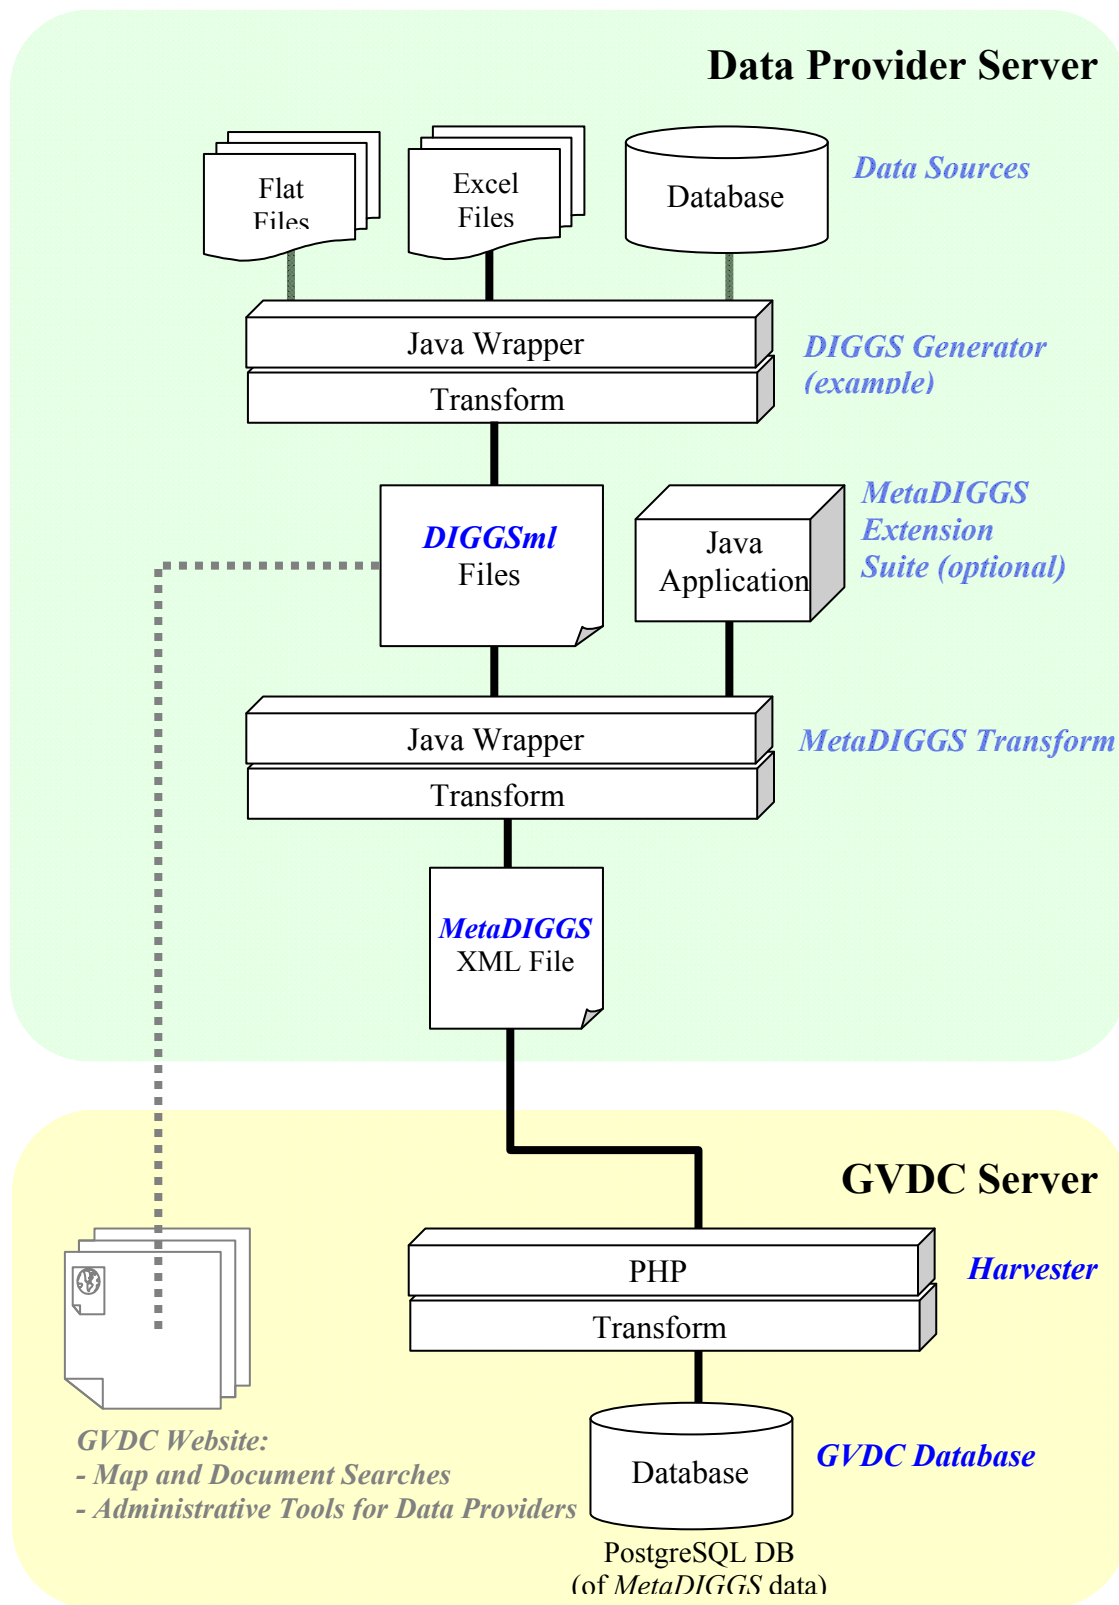 Data Provider Server
Flat
Files
Excel
Files
Database
Data Sources
Java Wrapper
Transform
DIGGS Generator
(example)
DIGGSml
Files
Java
Application
MetaDIGGS
Extension
Suite (optional)
Java Wrapper
Transform
MetaDIGGS Transform
MetaDIGGS
XML File
GVDC Server
PHP
Transform
Harvester
GVDC Website:
- Map and Document Searches
- Administrative Tools for Data Providers
Database
GVDC Database
PostgreSQL DB
(of MetaDIGGS data)